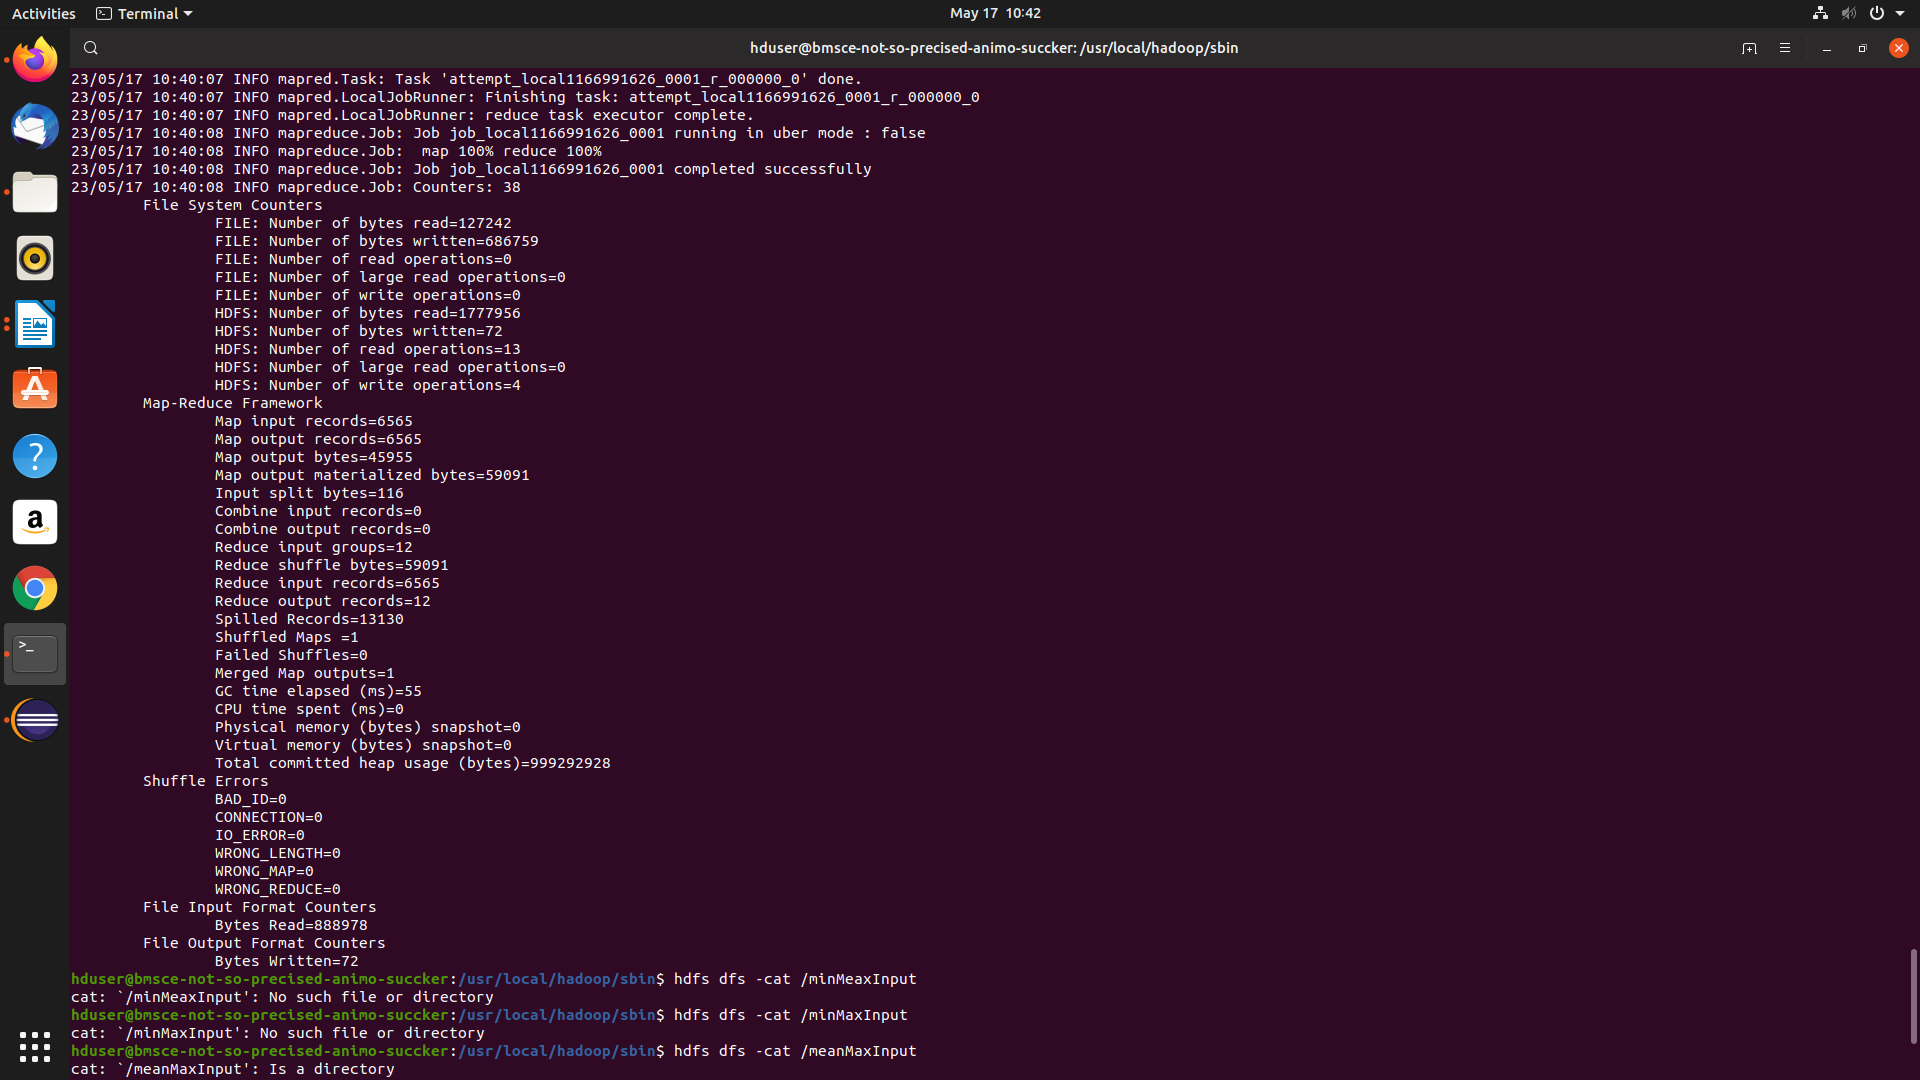 Activities
Terminal
May 17 10:42
hduser@bmsce-not-so-precised-animo-succker: /usr/local/hadoop/sbin
23/05/17 10:40:07 INFO mapred.Task: Task 'attempt_local1166991626_0001_r_000000_0' done.
23/05/17 10:40:07 INFO mapred.LocalJobRunner: Finishing task: attempt_local1166991626_0001_r_000000_0
23/05/17 10:40:07 INFO mapred.LocalJobRunner: reduce task executor complete.
23/05/17 10:40:08 INFO mapreduce.Job: Job job_local1166991626_0001 running in uber mode : false
23/05/17 10:40:08 INFO mapreduce.Job:  map 100% reduce 100%
23/05/17 10:40:08 INFO mapreduce.Job: Job job_local1166991626_0001 completed successfully
23/05/17 10:40:08 INFO mapreduce.Job: Counters: 38
File System Counters
FILE: Number of bytes read=127242
FILE: Number of bytes written=686759
FILE: Number of read operations=0
FILE: Number of large read operations=0
FILE: Number of write operations=0
HDFS: Number of bytes read=1777956
HDFS: Number of bytes written=72
HDFS: Number of read operations=13
HDFS: Number of large read operations=0
HDFS: Number of write operations=4
Map-Reduce Framework
Map input records=6565
Map output records=6565
Map output bytes=45955
Map output materialized bytes=59091
Input split bytes=116
Combine input records=0
Combine output records=0
Reduce input groups=12
Reduce shuffle bytes=59091
Reduce input records=6565
Reduce output records=12
Spilled Records=13130
Shuffled Maps =1
Failed Shuffles=0
Merged Map outputs=1
GC time elapsed (ms)=55
CPU time spent (ms)=0
Physical memory (bytes) snapshot=0
Virtual memory (bytes) snapshot=0
Total committed heap usage (bytes)=999292928
Shuffle Errors
BAD_ID=0
CONNECTION=0
IO_ERROR=0
WRONG_LENGTH=0
WRONG_MAP=0
WRONG_REDUCE=0
File Input Format Counters
Bytes Read=888978
File Output Format Counters
Bytes Written=72
hduser@bmsce-not-so-precised-animo-succker:/usr/local/hadoop/sbin$ hdfs dfs -cat /minMeaxInput
cat: `/minMeaxInput': No such file or directory
hduser@bmsce-not-so-precised-animo-succker:/usr/local/hadoop/sbin$ hdfs dfs -cat /minMaxInput
cat: `/minMaxInput': No such file or directory
hduser@bmsce-not-so-precised-animo-succker:/usr/local/hadoop/sbin$ hdfs dfs -cat /meanMaxInput
cat: `/meanMaxInput': Is a directory